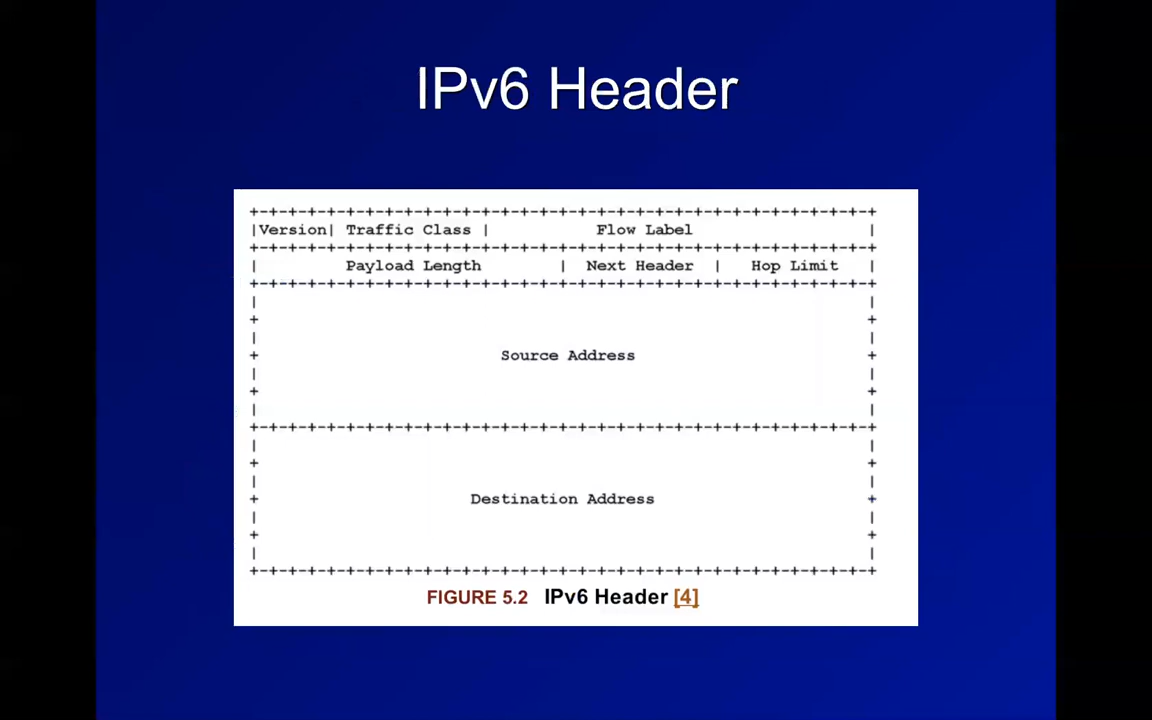 IPv6 Header
+-+-+-+-+-+-+-+-+-+-+-+-+-+-+-+-+-+-+-+-+-+-+-+-+-+-+-+-+-+-+-+-+
|Version| Traffic Class | Flow Label |
+-+-+-+-+-+-+-+-+-+-+-+-+-+-+-+-+-+-+-+-+-+-+-+-+-+-+-+-+-+-+-+-+
| Payload Length | Next Header | Hop Limit |
+-+-+-+-+-+-+-+-+-+-+-+-+-+-+-+-+-+-+-+-+-+-+-+-+-+-+-+-+-+-+-+-+
| |
+ +
| |
+ Source Address +
| |
+ +
| |
+-+-+-+-+-+-+-+-+-+-+-+-+-+-+-+-+-+-+-+-+-+-+-+-+-+-+-+-+-+-+-+-+
| |
+ +
| |
+ Destination Address +
| |
+ +
| |
+-+-+-+-+-+-+-+-+-+-+-+-+-+-+-+-+-+-+-+-+-+-+-+-+-+-+-+-+-+-+-+-+
FIGURE 5.2 IPv6 Header [4]